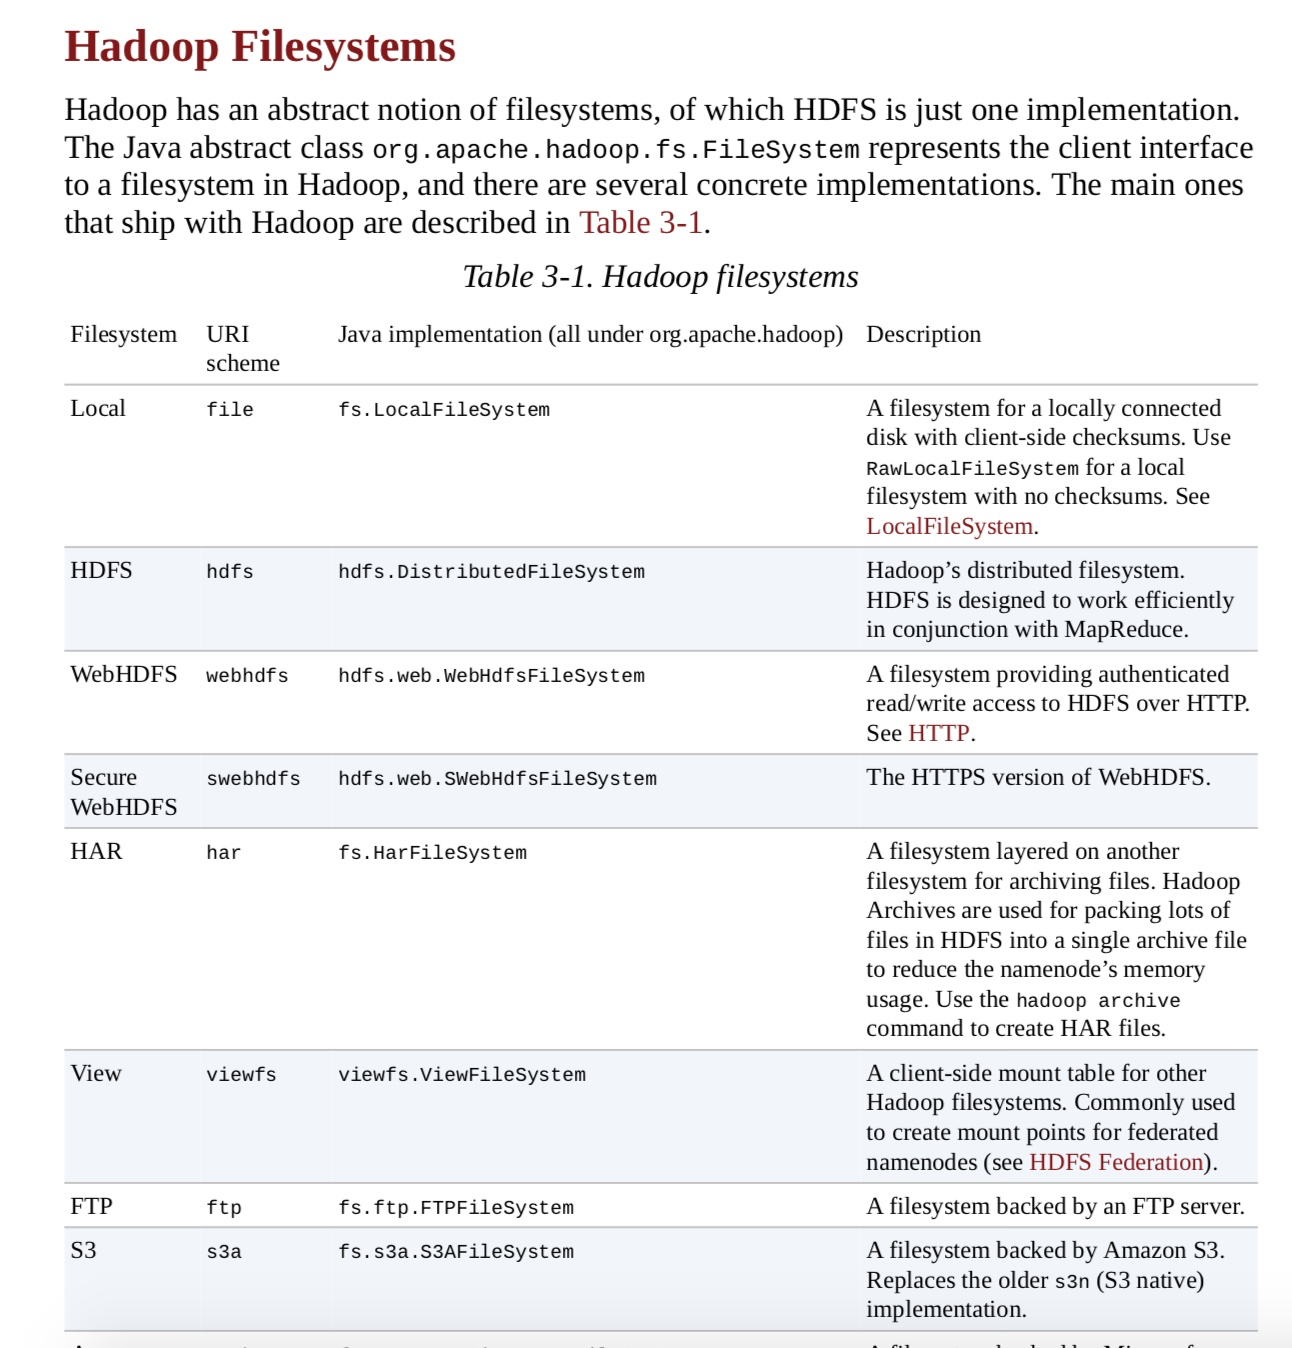 Hadoop Filesystems
Hadoop has an abstract notion of filesystems, of which HDFS is just one implementation.
The Java abstract class org.apache.hadoop.fs.FileSystem represents the client interface
to a filesystem in Hadoop, and there are several concrete implementations. The main ones
that ship with Hadoop are described in Table 3-1.
Table 3-1. Hadoop filesystems
Filesystem URI scheme Java implementation (all under org.apache.hadoop) Description
Local file fs.LocalFileSystem A filesystem for a locally connected
disk with client-side checksums. Use
RawLocalFileSystem for a local
filesystem with no checksums. See
LocalFileSystem.
HDFS hdfs hdfs.DistributedFileSystem Hadoop’s distributed filesystem.
HDFS is designed to work efficiently
in conjunction with MapReduce.
WebHDFS webhdfs hdfs.web.WebHdfsFileSystem A filesystem providing authenticated
read/write access to HDFS over HTTP.
See HTTP.
Secure WebHDFS swebhdfs hdfs.web.SWebHdfsFileSystem The HTTPS version of WebHDFS.
HAR har fs.HarFileSystem A filesystem layered on another
filesystem for archiving files. Hadoop
Archives are used for packing lots of
files in HDFS into a single archive file
to reduce the namenode’s memory
usage. Use the hadoop archive
command to create HAR files.
View viewfs viewfs.ViewFileSystem A client-side mount table for other
Hadoop filesystems. Commonly used
to create mount points for federated
namenodes (see HDFS Federation).
FTP ftp fs.ftp.FTPFileSystem A filesystem backed by an FTP server.
S3 s3a fs.s3a.S3AFileSystem A filesystem backed by Amazon S3.
Replaces the older s3n (S3 native)
implementation.